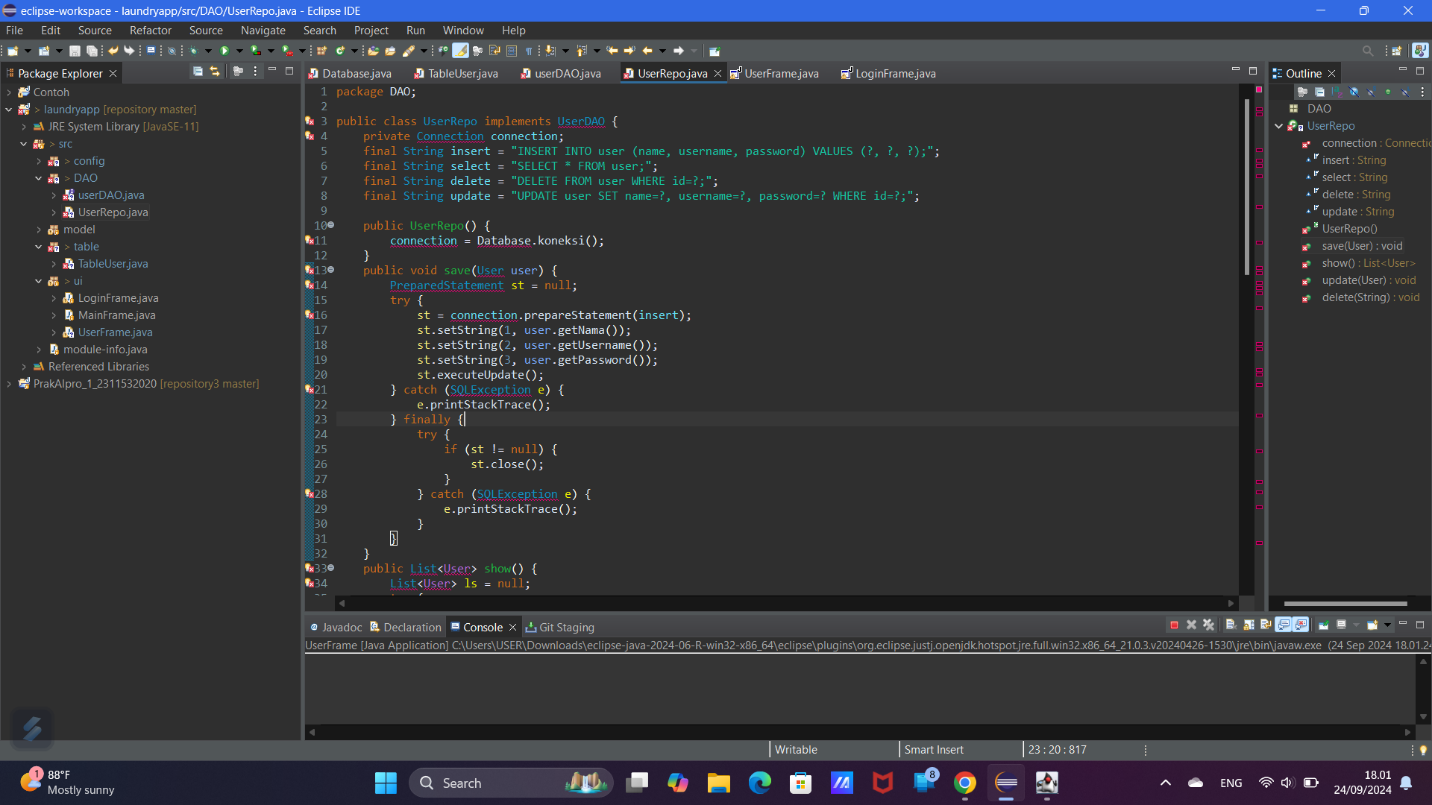 eclipse-workspace - laundryapp/src/DAO/UserRepo.java - Eclipse IDE
File Edit Source Refactor Source Navigate Search Project Run Window Help
Package Explorer
Contoh
> laundryapp [repository master]
JRE System Library [JavaSE-11]
> src
> config
> DAO
userDAO.java
UserRepo.java
model
> table
TableUser.java
> ui
LoginFrame.java
MainFrame.java
UserFrame.java
module-info.java
Referenced Libraries
PrakAlpro_1_2311532020 [repository3 master]
Database.java TableUser.java userDAO.java UserRepo.java UserFrame.java LoginFrame.java
1 package DAO;
2
3 public class UserRepo implements UserDAO {
4 private Connection connection;
5 final String insert = "INSERT INTO user (name, username, password) VALUES (?, ?, ?);";
6 final String select = "SELECT * FROM user;";
7 final String delete = "DELETE FROM user WHERE id=?;";
8 final String update = "UPDATE user SET name=?, username=?, password=? WHERE id=?;";
9
10 public UserRepo() {
11 connection = Database.koneksi();
12 }
13 public void save(User user) {
14 PreparedStatement st = null;
15 try {
16 st = connection.prepareStatement(insert);
17 st.setString(1, user.getNama());
18 st.setString(2, user.getUsername());
19 st.setString(3, user.getPassword());
20 st.executeUpdate();
21 } catch (SQLException e) {
22 e.printStackTrace();
23 } finally {
24 try {
25 if (st != null) {
26 st.close();
27 }
28 } catch (SQLException e) {
29 e.printStackTrace();
30 }
31 }
32 }
33 public List<User> show() {
34 List<User> ls = null;
Outline
DAO
UserRepo
connection : Connectio
insert : String
select : String
delete : String
update : String
UserRepo()
save(User) : void
show() : List<User>
update(User) : void
delete(String) : void
Javadoc Declaration Console Git Staging
UserFrame [Java Application] C:\Users\USER\Downloads\eclipse-java-2024-06-R-win32-x86_64\eclipse\plugins\org.eclipse.justj.openjdk.hotspot.jre.full.win32.x86_64_21.0.3.v20240426-1530\jre\bin\javaw.exe (24 Sep 2024 18.01.24
Writable Smart Insert 23 : 20 : 817
1
88°F
Mostly sunny
Search
8
ENG
18.01
24/09/2024